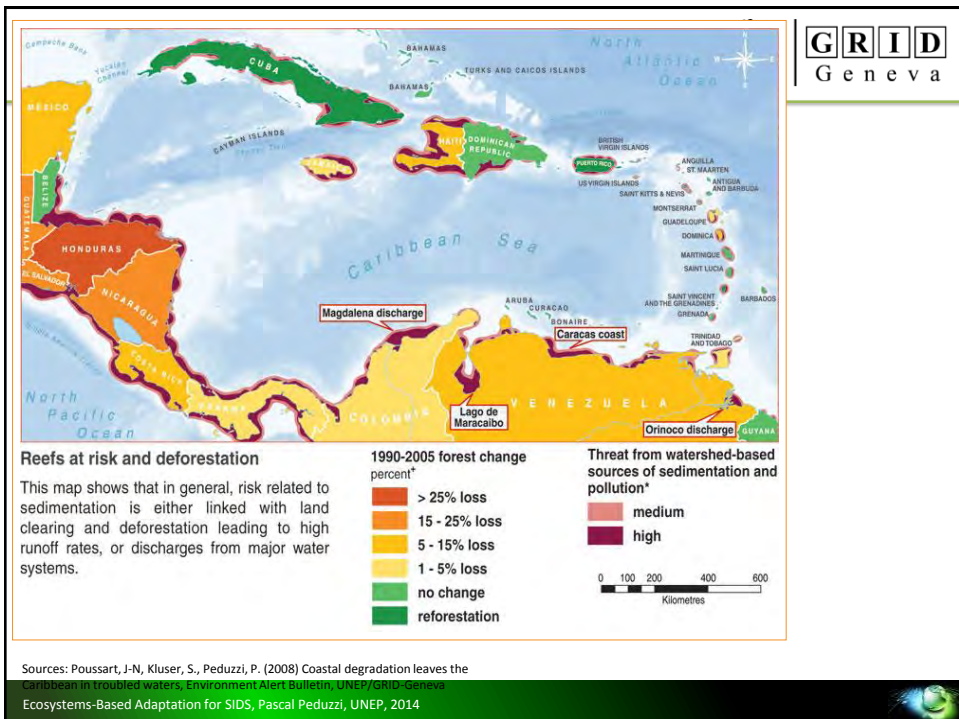 GRID
Geneva
Campeche Bank
Yucatan
Channel
MEXICO
BELIZE
GUATEMALA
HONDURAS
EL SALVADOR
NICARAGUA
COSTA RICA
PANAMA
North
Pacific
Ocean
CUBA
CAYMAN ISLANDS
BAHAMAS
TURKS AND CAICOS ISLANDS
BAHAMAS
North
Atlantic
Ocean
N
W
E
S
HAITI
DOMINICAN
REPUBLIC
PUERTO RICO
BRITISH
VIRGIN ISLANDS
US VIRGIN ISLANDS
ANGUILLA
ST. MAARTEN
SAINT KITTS & NEVIS
ANTIGUA
AND BARBUDA
MONTSERRAT
GUADELOUPE
DOMINICA
MARTINIQUE
SAINT LUCIA
SAINT VINCENT
AND THE GRENADINES
BARBADOS
GRENADA
TRINIDAD
AND TOBAGO
Caribbean Sea
ARUBA
CURACAO
BONAIRE
Magdalena discharge
Caracas coast
COLOMBIA
VENEZUELA
Lago de
Maracaibo
Orinoco discharge
GUYANA
Reefs at risk and deforestation
This map shows that in general, risk related to
sedimentation is either linked with land
clearing and deforestation leading to high
runoff rates, or discharges from major water
systems.
1990-2005 forest change
percent+
> 25% loss
15 - 25% loss
5 - 15% loss
1 - 5% loss
no change
reforestation
Threat from watershed-based
sources of sedimentation and
pollution*
medium
high
0 100 200 400 600
Kilometres
Sources: Poussart, J-N, Kluser, S., Peduzzi, P. (2008) Coastal degradation leaves the
Caribbean in troubled waters, Environment Alert Bulletin, UNEP/GRID-Geneva
Ecosystems-Based Adaptation for SIDS, Pascal Peduzzi, UNEP, 2014